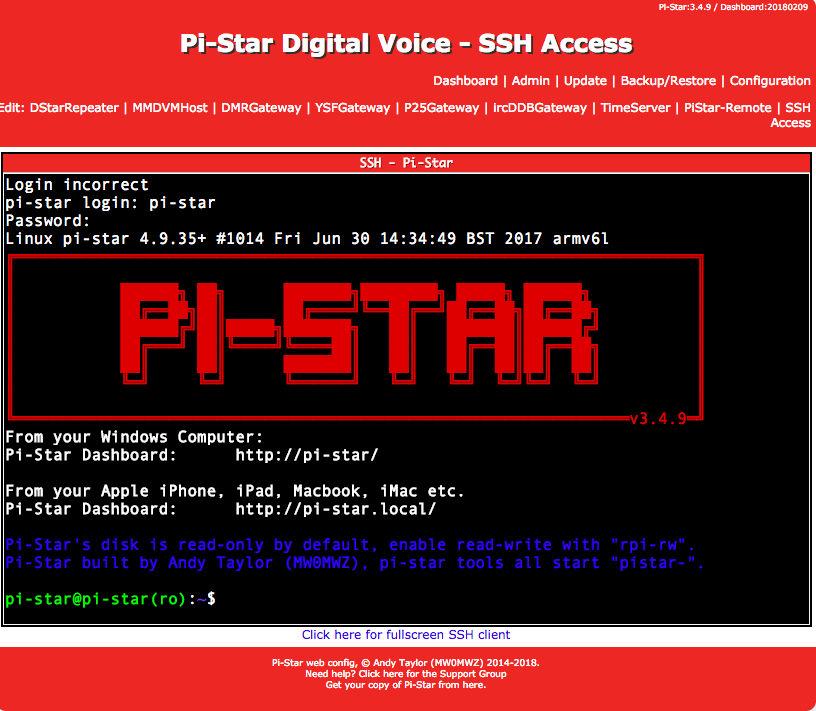 Pi-Star:3.4.9 / Dashboard:20180209
Pi-Star Digital Voice - SSH Access
Dashboard | Admin | Update | Backup/Restore | Configuration
Edit: DStarRepeater | MMDVMHost | DMRGateway | YSFGateway | P25Gateway | ircDDBGateway | TimeServer | PiStar-Remote | SSH
Access
SSH - Pi-Star
Login incorrect
pi-star login: pi-star
Password:
Linux pi-star 4.9.35+ #1014 Fri Jun 30 14:34:49 BST 2017 armv6l
PI-STAR
v3.4.9
From your Windows Computer:
Pi-Star Dashboard:      http://pi-star/
From your Apple iPhone, iPad, Macbook, iMac etc.
Pi-Star Dashboard:      http://pi-star.local/
Pi-Star's disk is read-only by default, enable read-write with "rpi-rw".
Pi-Star built by Andy Taylor (MW0MWZ), pi-star tools all start "pistar-".
pi-star@pi-star(ro):~$
Click here for fullscreen SSH client
Pi-Star web config, © Andy Taylor (MW0MWZ) 2014-2018.
Need help? Click here for the Support Group
Get your copy of Pi-Star from here.